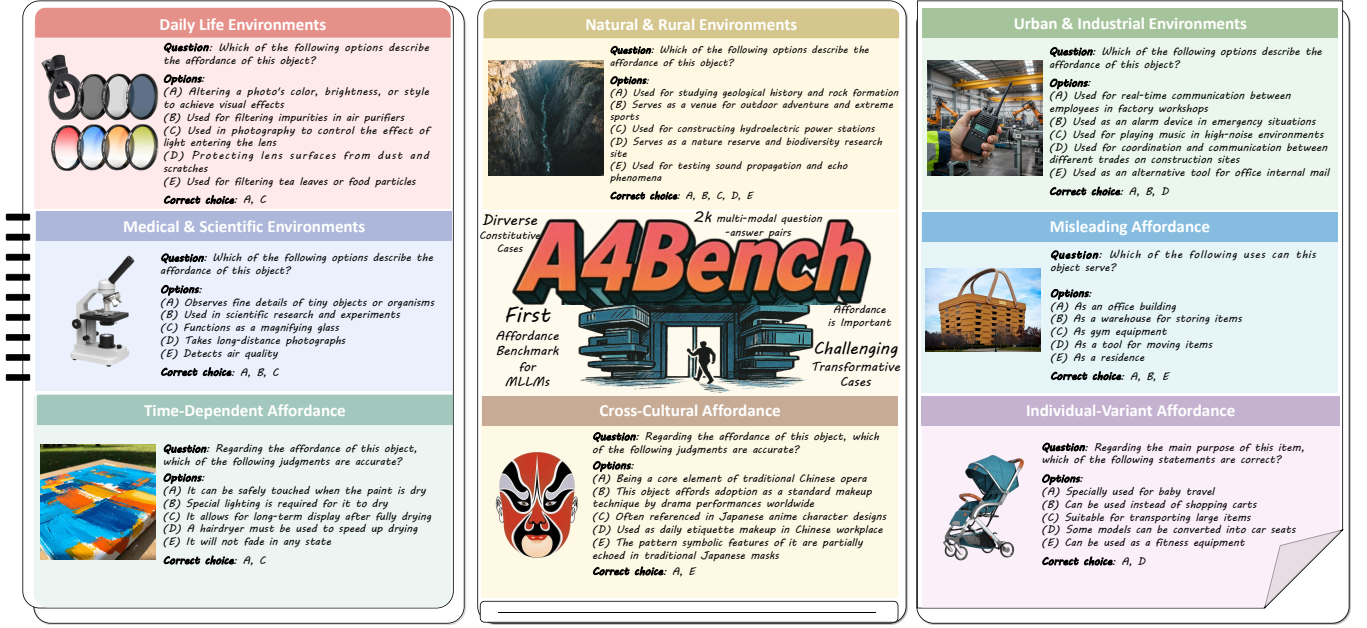 Daily Life Environments
Question: Which of the following options describe
the affordance of this object?
Options:
(A) Altering a photo's color, brightness, or style
to achieve visual effects
(B) Used for filtering impurities in air purifiers
(C) Used in photography to control the effect of
light entering the lens
(D) Protecting lens surfaces from dust and
scratches
(E) Used for filtering tea leaves or food particles
Correct choice: A, C
Medical & Scientific Environments
Question: Which of the following options describe the
affordance of this object?
Options:
(A) Observes fine details of tiny objects or organisms
(B) Used in scientific research and experiments
(C) Functions as a magnifying glass
(D) Takes long-distance photographs
(E) Detects air quality
Correct choice: A, B, C
Time-Dependent Affordance
Question: Regarding the affordance of this object,
which of the following judgments are accurate?
Options:
(A) It can be safely touched when the paint is dry
(B) Special lighting is required for it to dry
(C) It allows for long-term display after fully drying
(D) A hairdryer must be used to speed up drying
(E) It will not fade in any state
Correct choice: A, C
Natural & Rural Environments
Question: Which of the following options describe the
affordance of this object?
Options:
(A) Used for studying geological history and rock formation
(B) Serves as a venue for outdoor adventure and extreme
sports
(C) Used for constructing hydroelectric power stations
(D) Serves as a nature reserve and biodiversity research
site
(E) Used for testing sound propagation and echo
phenomena
Correct choice: A, B, C, D, E
Dirverse
Constitutive
Cases
2k multi-modal question
-answer pairs
A4Bench
First
Affordance
Benchmark
for
MLLMs
Affordance
is Important
Challenging
Transformative
Cases
Cross-Cultural Affordance
Question: Regarding the affordance of this object, which
of the following judgments are accurate?
Options:
(A) Being a core element of traditional Chinese opera
(B) This object affords adoption as a standard makeup
technique by drama performances worldwide
(C) Often referenced in Japanese anime character designs
(D) Used as daily etiquette makeup in Chinese workplace
(E) The pattern symbolic features of it are partially
echoed in traditional Japanese masks
Correct choice: A, E
Urban & Industrial Environments
Question: Which of the following options describe the
affordance of this object?
Options:
(A) Used for real-time communication between
employees in factory workshops
(B) Used as an alarm device in emergency situations
(C) Used for playing music in high-noise environments
(D) Used for coordination and communication between
different trades on construction sites
(E) Used as an alternative tool for office internal mail
Correct choice: A, B, D
Misleading Affordance
Question: Which of the following uses can this
object serve?
Options:
(A) As an office building
(B) As a warehouse for storing items
(C) As gym equipment
(D) As a tool for moving items
(E) As a residence
Correct choice: A, B, E
Individual-Variant Affordance
Question: Regarding the main purpose of this item,
which of the following statements are correct?
Options:
(A) Specially used for baby travel
(B) Can be used instead of shopping carts
(C) Suitable for transporting large items
(D) Some models can be converted into car seats
(E) Can be used as a fitness equipment
Correct choice: A, D